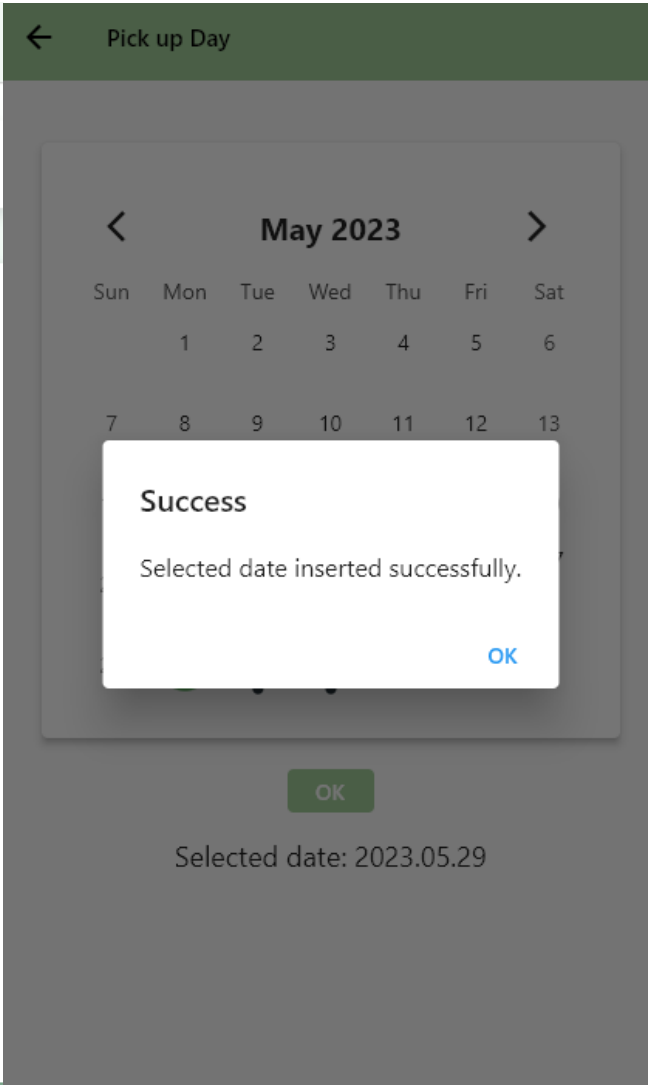 Pick up Day
May 2023
Sun Mon Tue Wed Thu Fri Sat
1 2 3 4 5 6
7 8 9 10 11 12 13
Success
Selected date inserted successfully.
OK
OK
Selected date: 2023.05.29